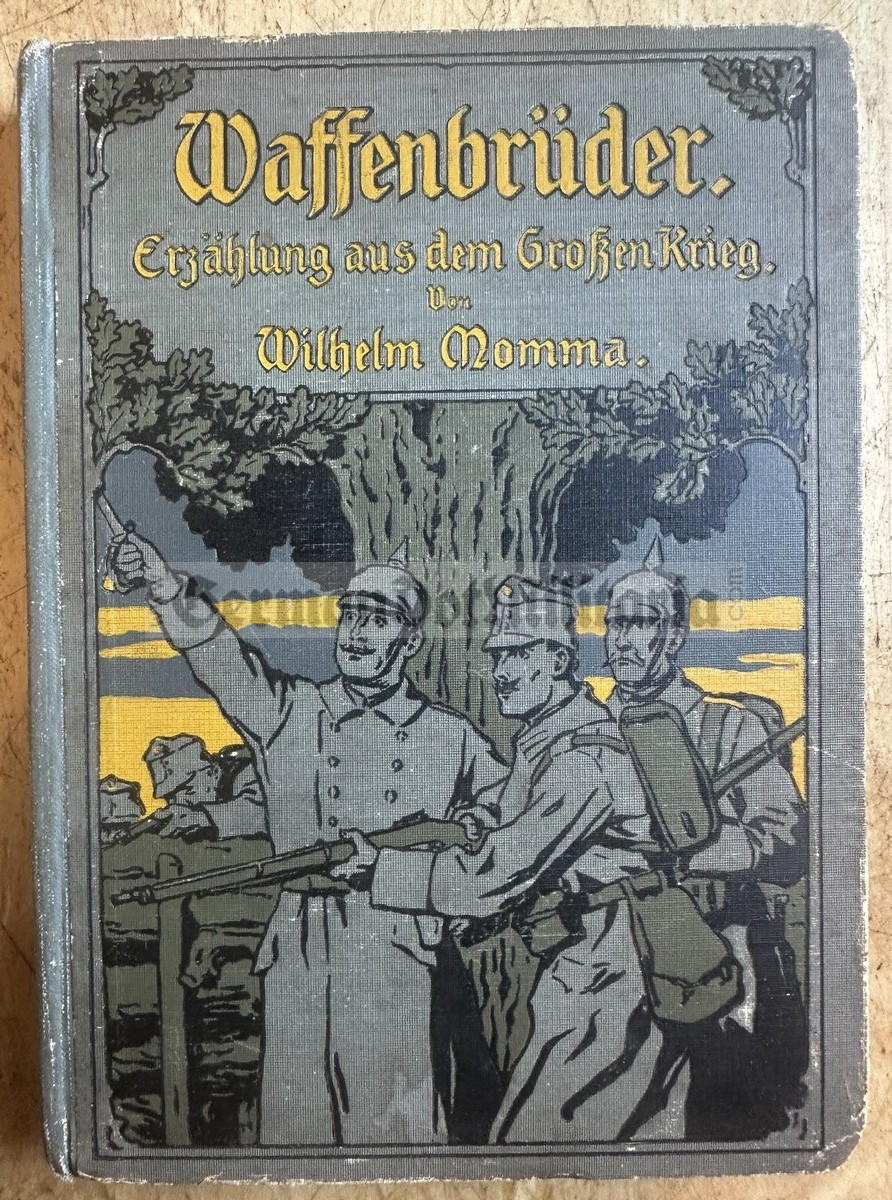 Waffenbrüder.
Erzählung aus dem Großen Krieg.
Von
Wilhelm Momma.